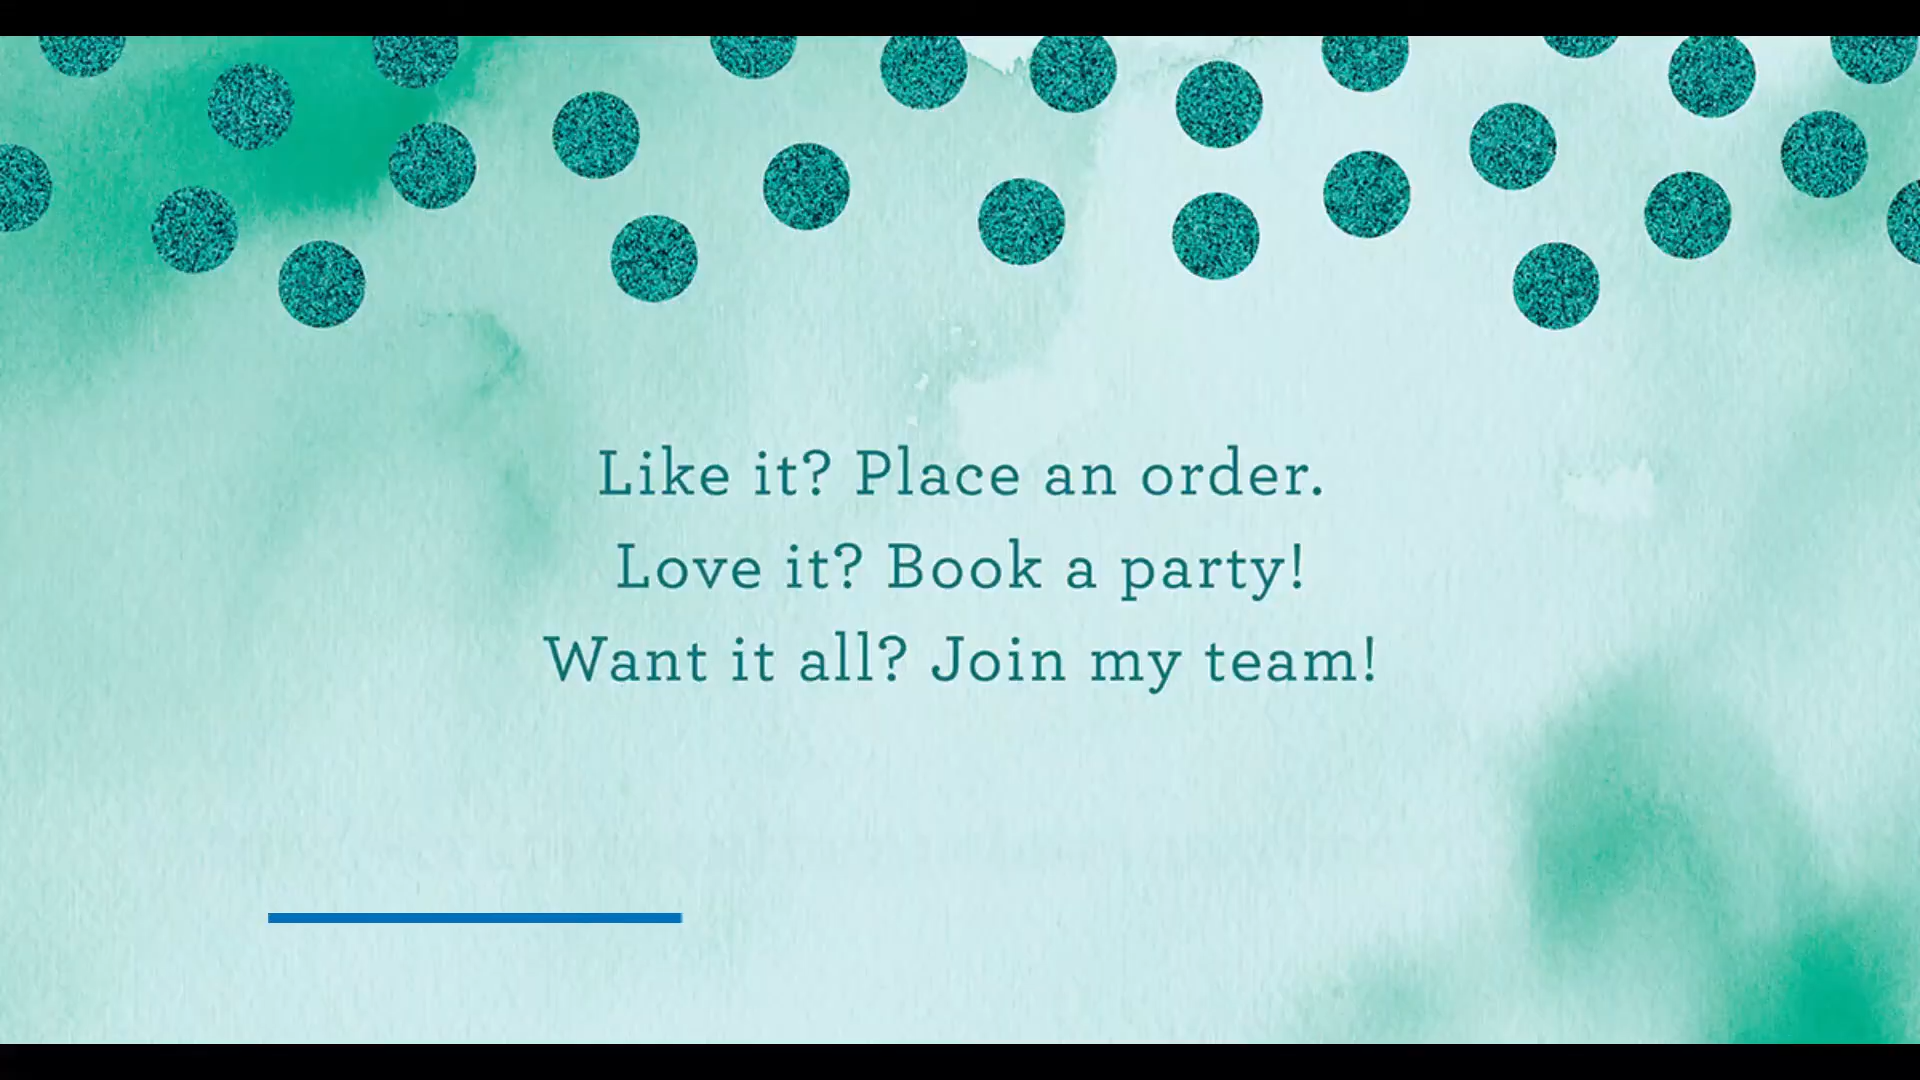 Like it? Place an order.
Love it? Book a party!
Want it all? Join my team!